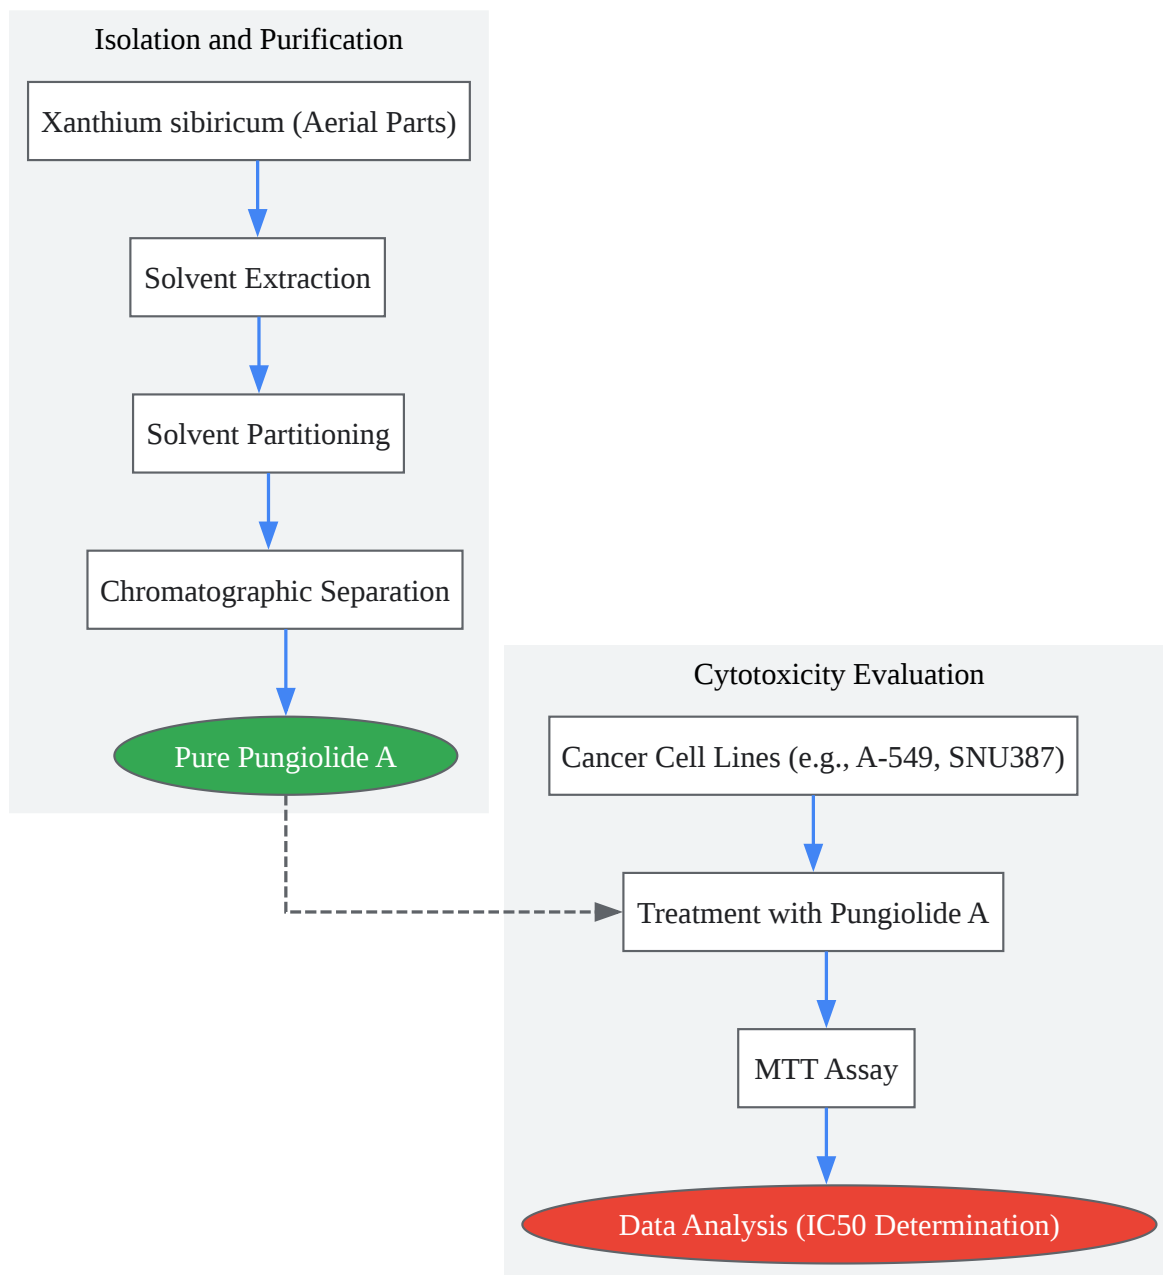 Isolation and Purification
Xanthium sibiricum (Aerial Parts)
Solvent Extraction
Solvent Partitioning
Chromatographic Separation
Pure Pungiolide A
Cytotoxicity Evaluation
Cancer Cell Lines (e.g., A-549, SNU387)
Treatment with Pungiolide A
MTT Assay
Data Analysis (IC50 Determination)